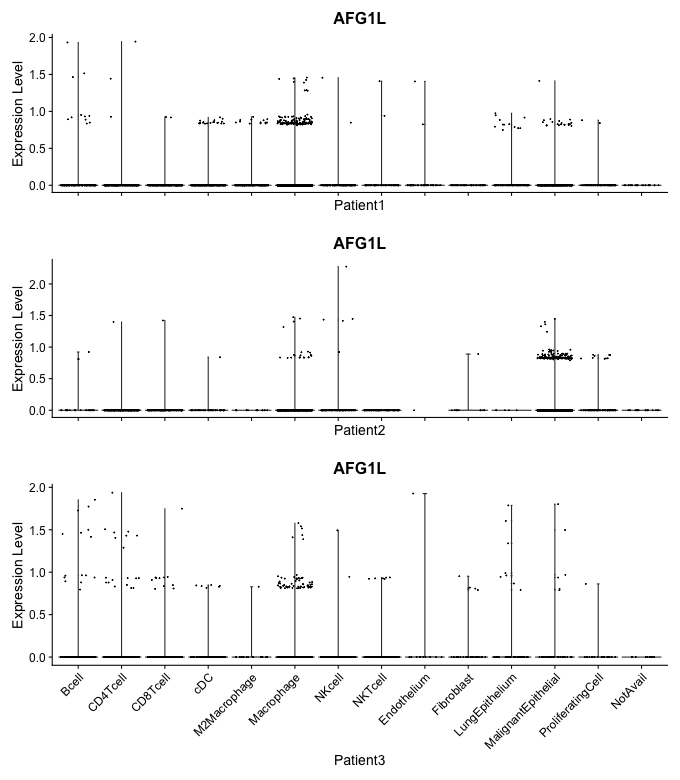 AFG1L
Expression Level
2.0
1.5
1.0
0.5
0.0
Patient1
AFG1L
Expression Level
2.0
1.5
1.0
0.5
0.0
Patient2
AFG1L
Expression Level
2.0
1.5
1.0
0.5
0.0
Bcell
CD4Tcell
CD8Tcell
cDC
M2Macrophage
Macrophage
NKcell
NKTcell
Endothelium
Fibroblast
LungEpithelium
MalignantEpithelial
ProliferatingCell
NotAvail
Patient3